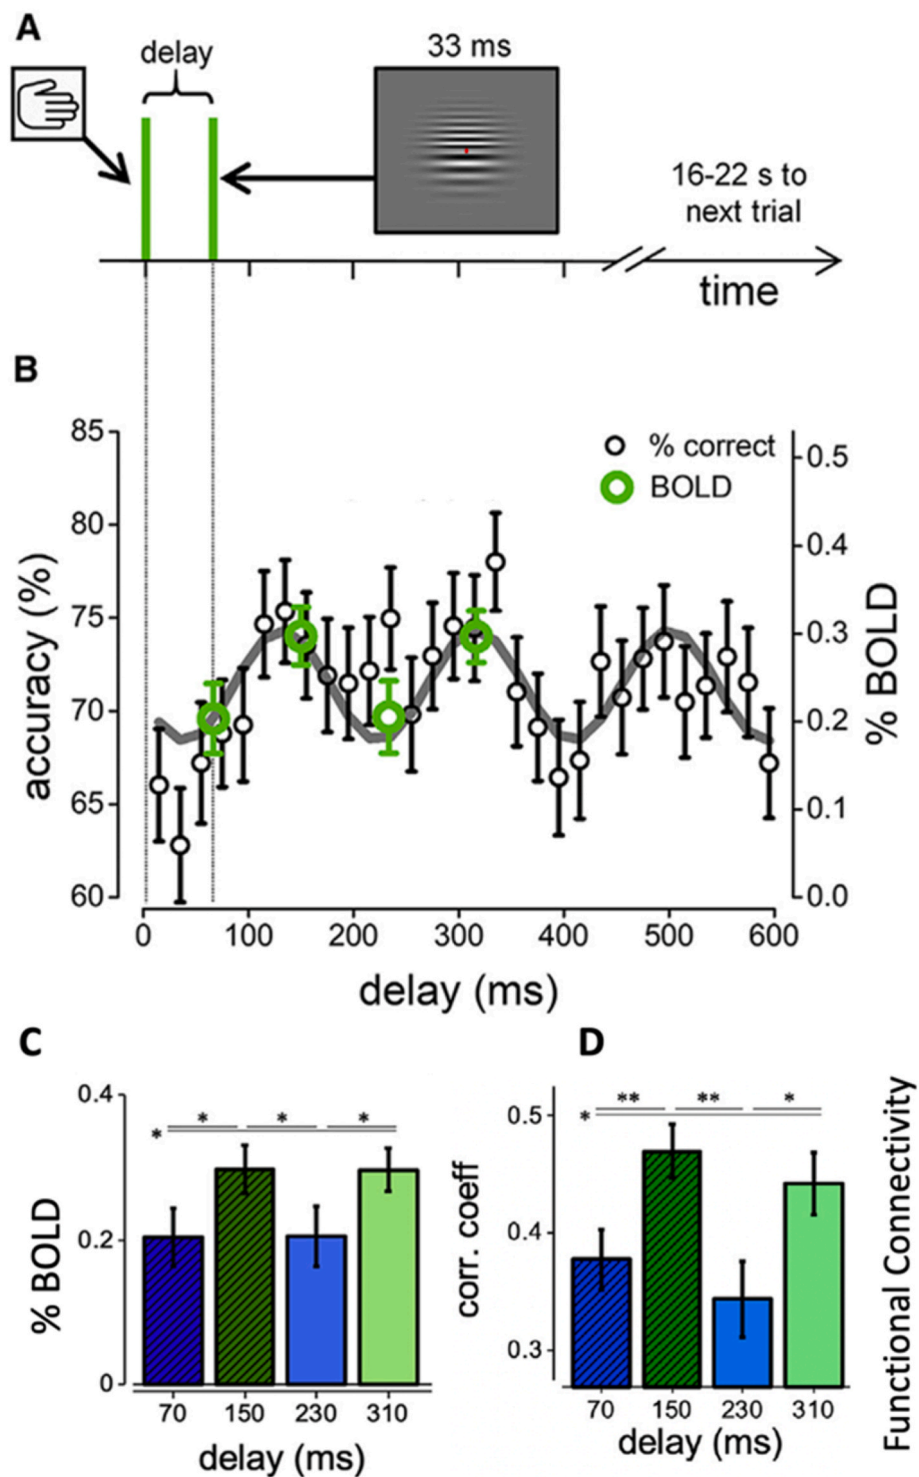 A
delay
33 ms
16-22 s to
next trial
time
B
85
80
75
70
65
60
accuracy (%)
% correct
BOLD
0.5
0.4
0.3
0.2
0.1
0.0
% BOLD
0 100 200 300 400 500 600
delay (ms)
C
0.4
0.2
0
% BOLD
* * * *
70 150 230 310
delay (ms)
D
0.5
0.4
0.3
corr. coeff
* ** ** *
70 150 230 310
delay (ms)
Functional Connectivity